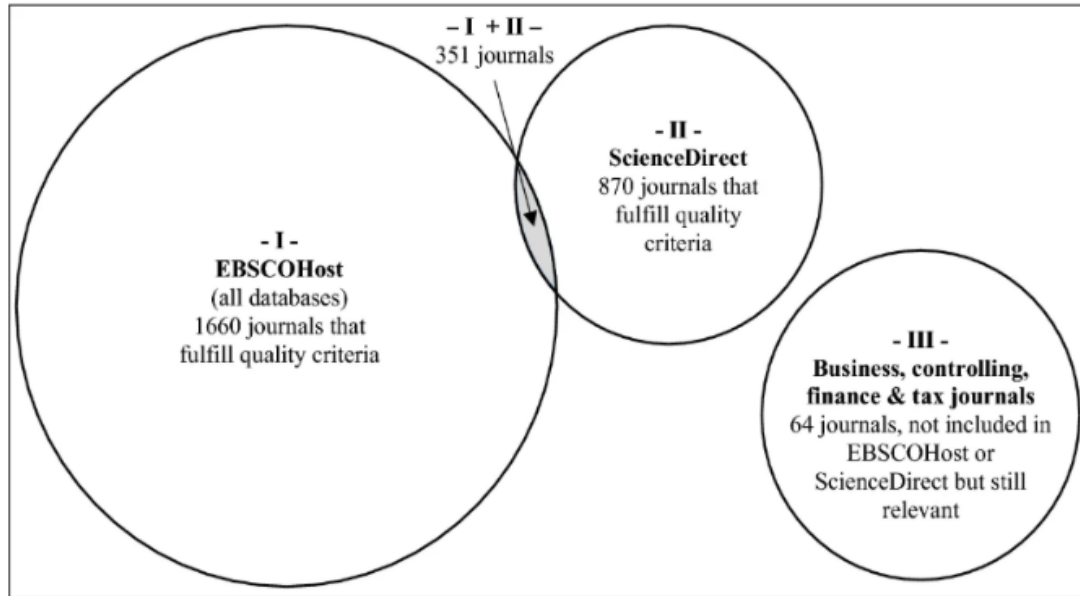 – I + II –
351 journals
- II -
ScienceDirect
870 journals that
fulfill quality
criteria
- I -
EBSCOHost
(all databases)
1660 journals that
fulfill quality criteria
- III -
Business, controlling,
finance & tax journals
64 journals, not included in
EBSCOHost or
ScienceDirect but still
relevant